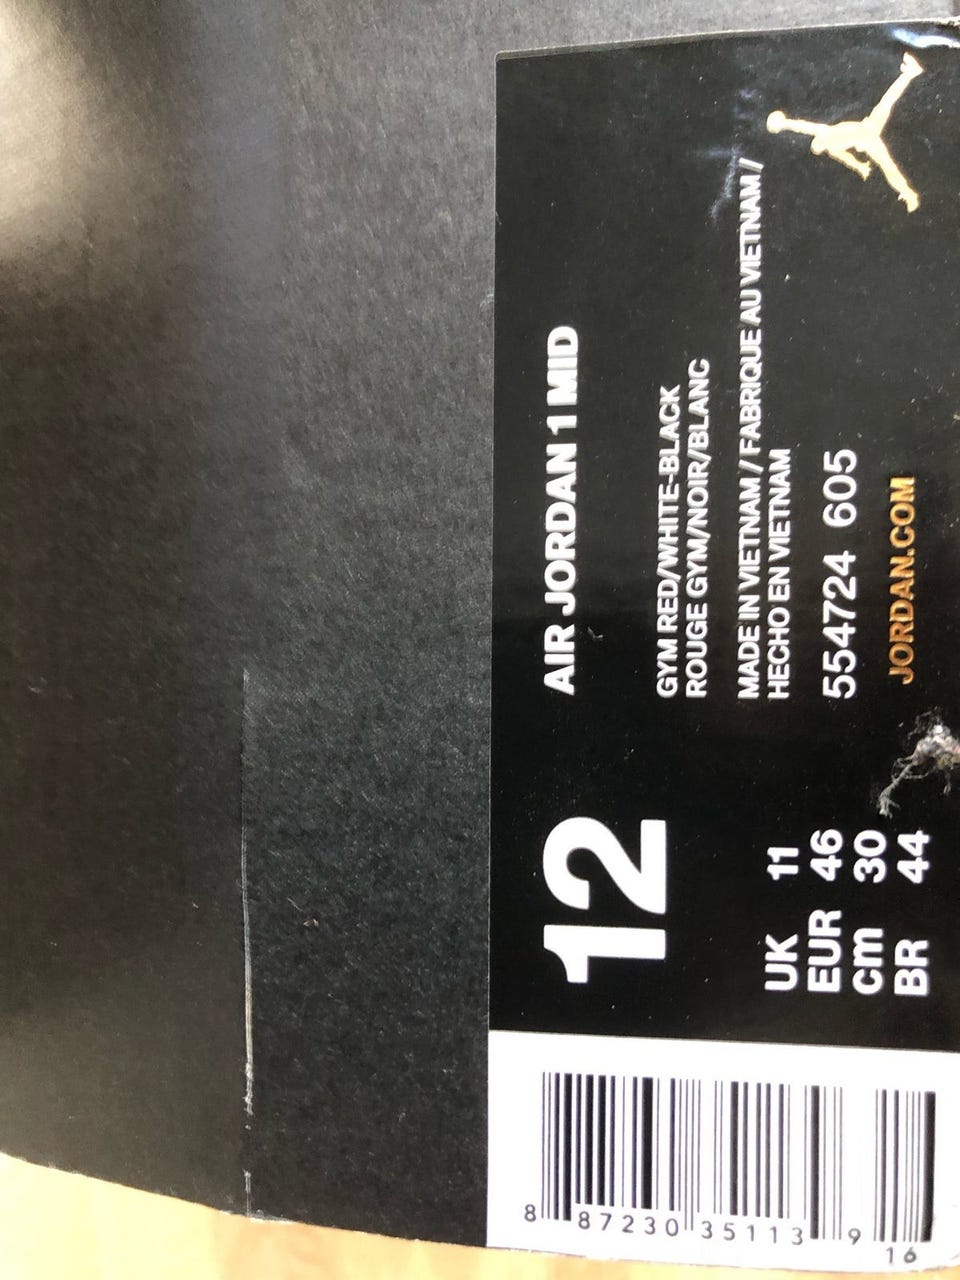 AIR JORDAN 1 MID
GYM RED/WHITE-BLACK
ROUGE GYM/NOIR/BLANC
MADE IN VIETNAM / FABRIQUE AU VIETNAM /
HECHO EN VIETNAM
554724 605
JORDAN.COM
12
UK 11
EUR 46
cm 30
BR 44
8 87230 35113 9
16